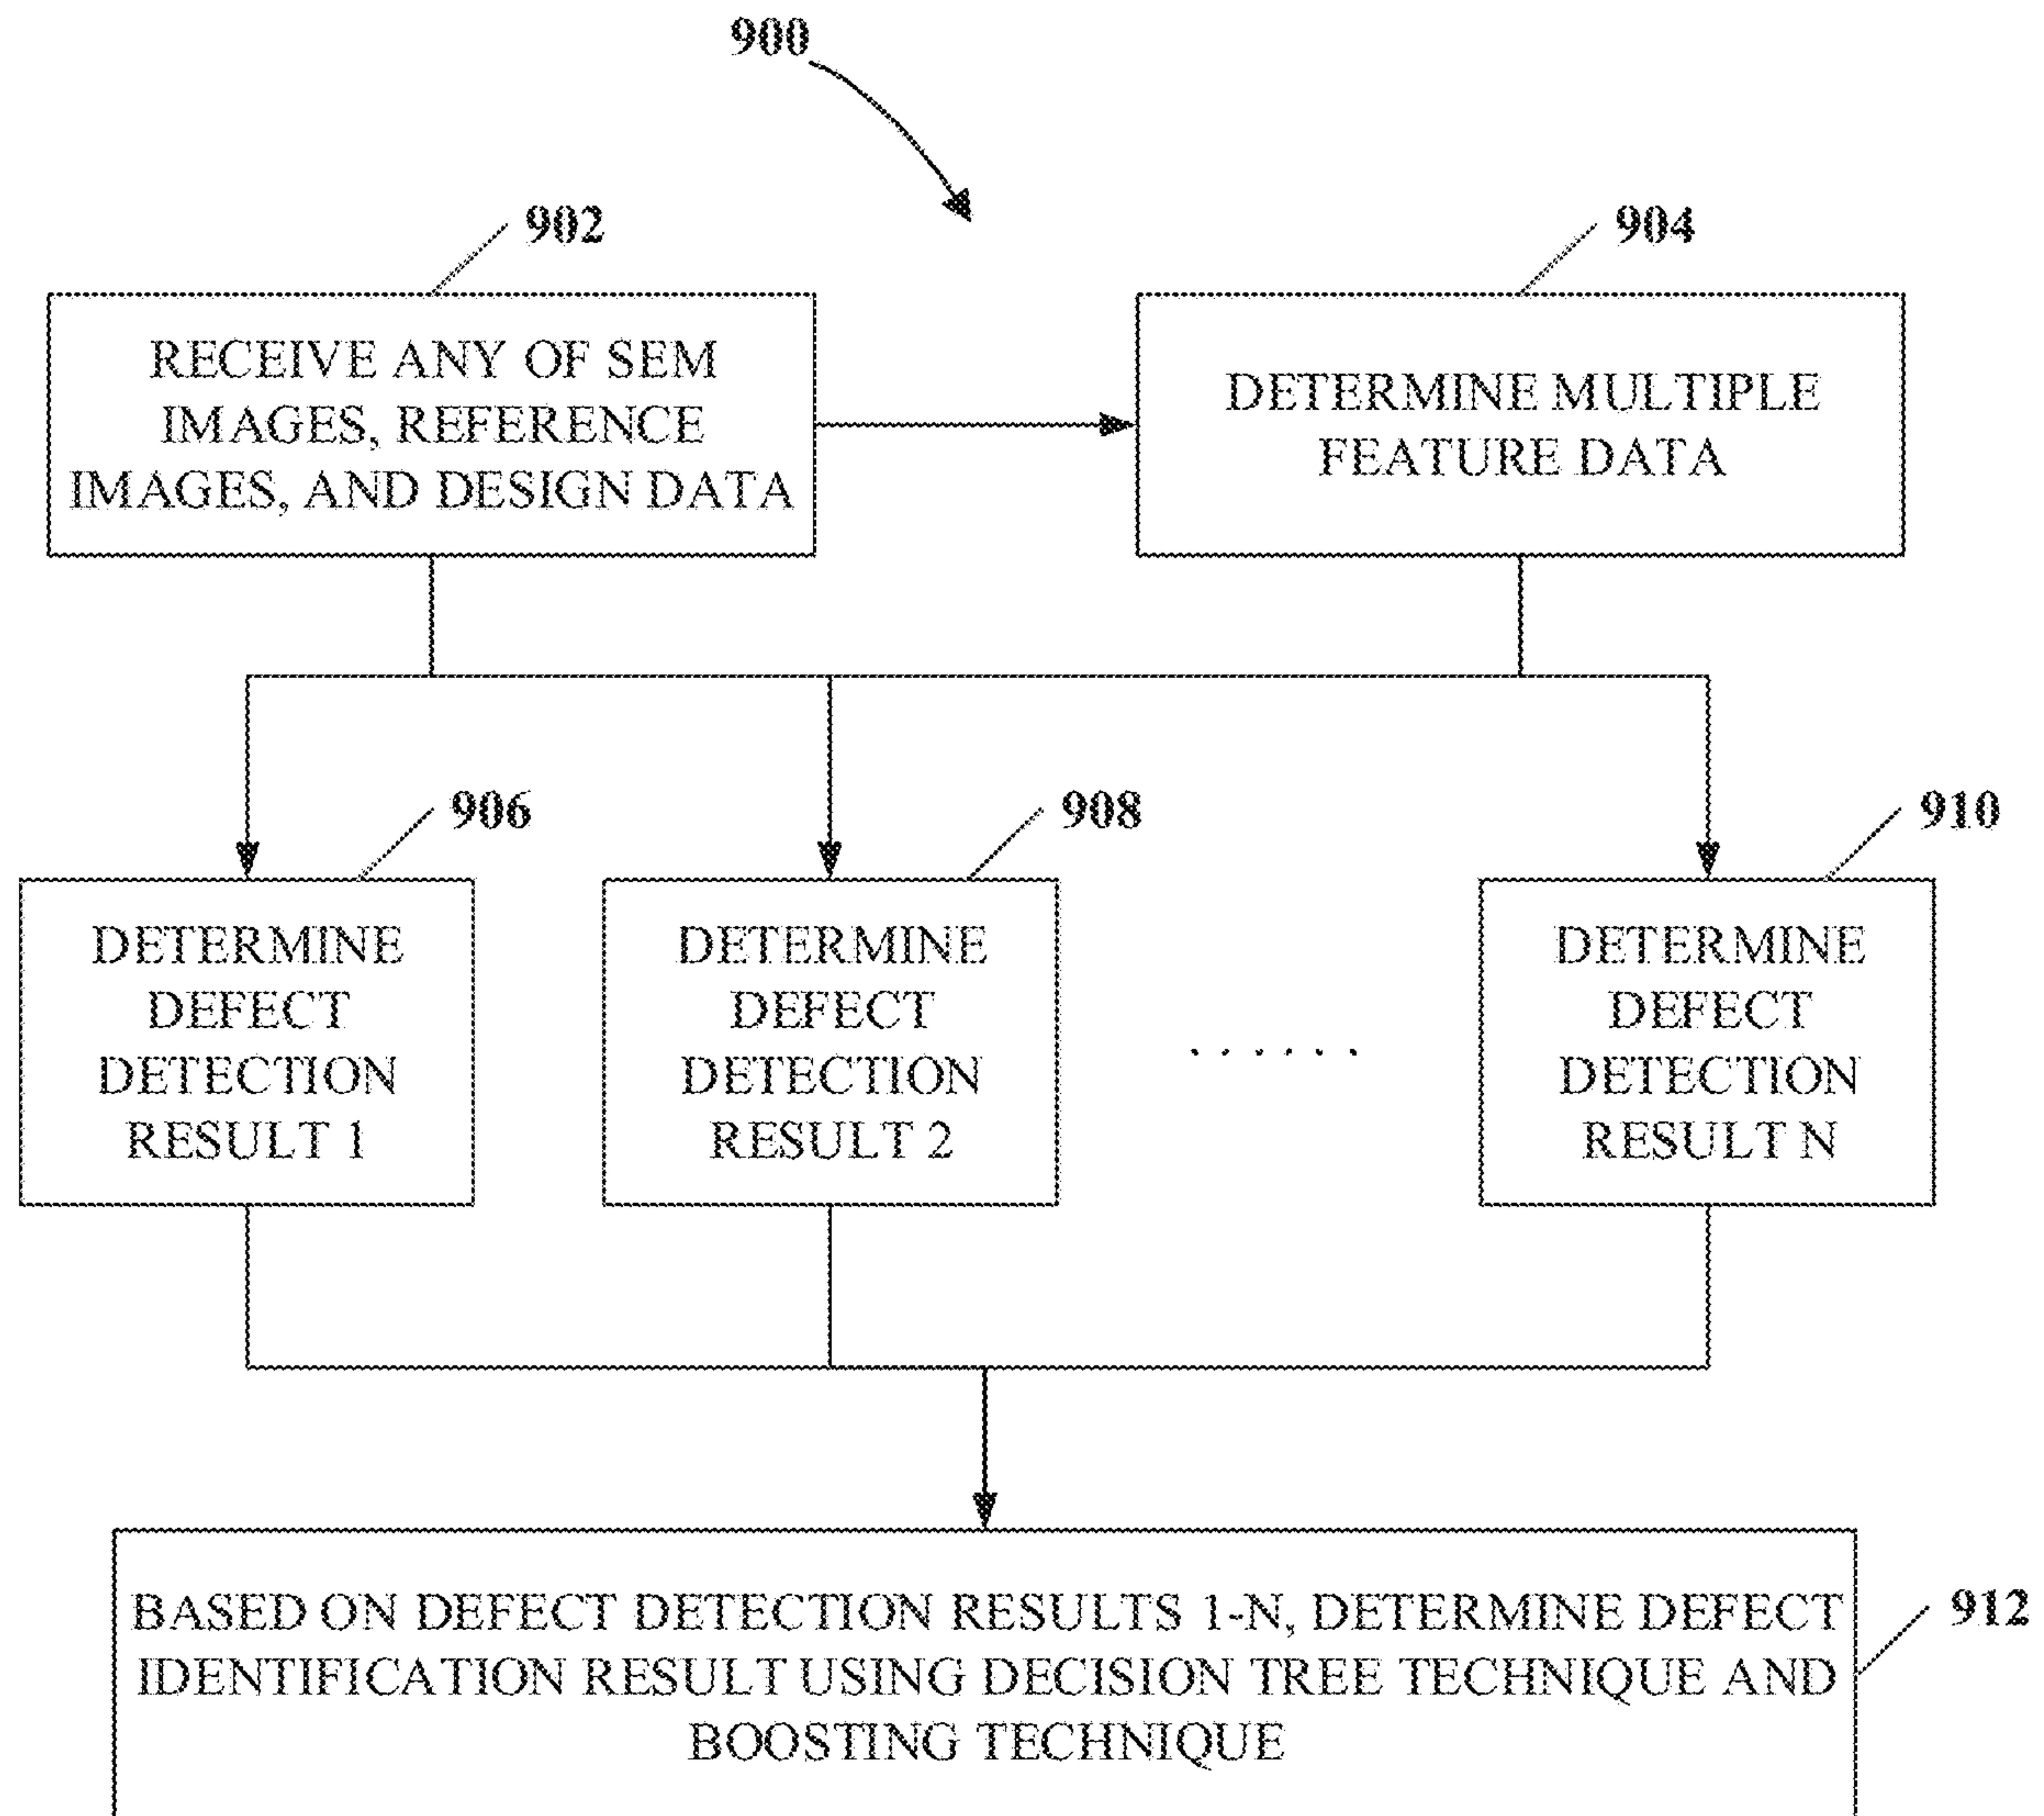 900
902
904
RECEIVE ANY OF SEM
IMAGES, REFERENCE
IMAGES, AND DESIGN DATA
DETERMINE MULTIPLE
FEATURE DATA
906
908
910
DETERMINE
DEFECT
DETECTION
RESULT 1
DETERMINE
DEFECT
DETECTION
RESULT 2
. . . . . .
DETERMINE
DEFECT
DETECTION
RESULT N
BASED ON DEFECT DETECTION RESULTS 1-N, DETERMINE DEFECT
IDENTIFICATION RESULT USING DECISION TREE TECHNIQUE AND
BOOSTING TECHNIQUE
912